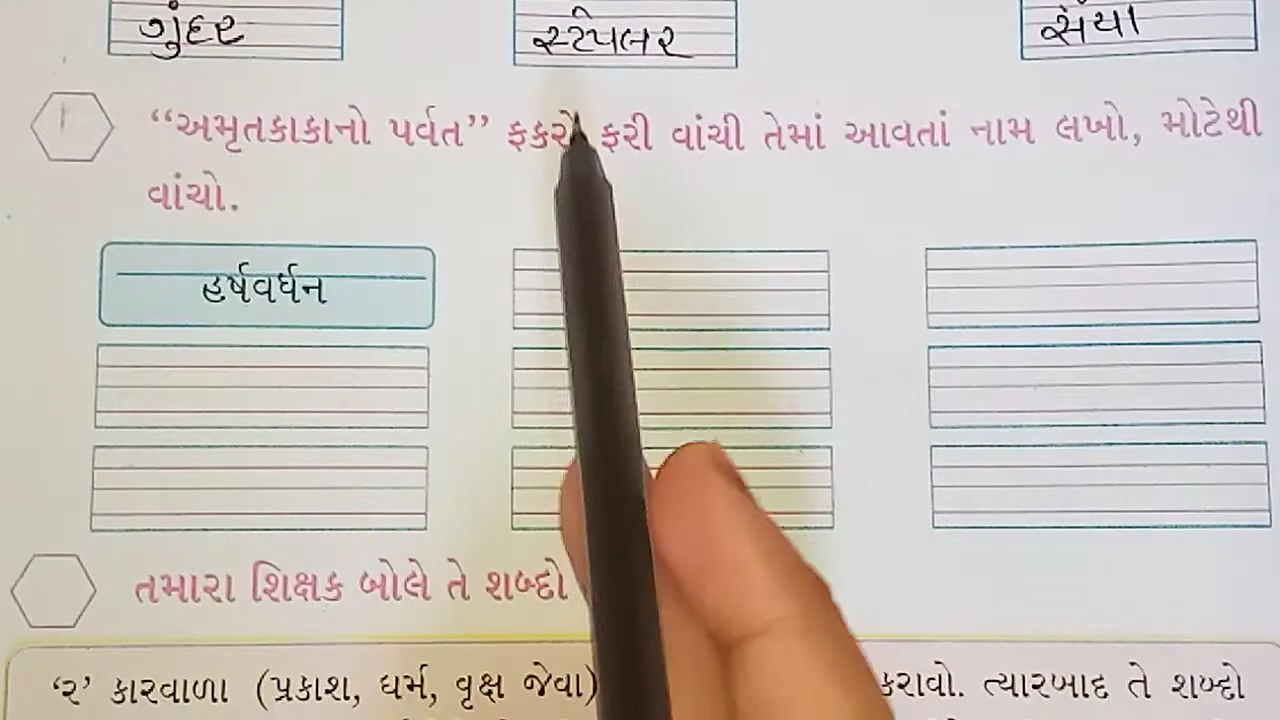 ગુંદર સ્ટેપલર સંચા
“અમૃતકાકાનો પર્વત” ફકરો ફરી વાંચી તેમાં આવતાં નામ લખો, મોટેથી
વાંચો.
હર્ષવર્ધન
તમારા શિક્ષક બોલે તે શબ્દો
‘ર’ કારવાળા (પ્રકાશ, ધર્મ, વૃક્ષ જેવા) કરાવો. ત્યારબાદ તે શબ્દો